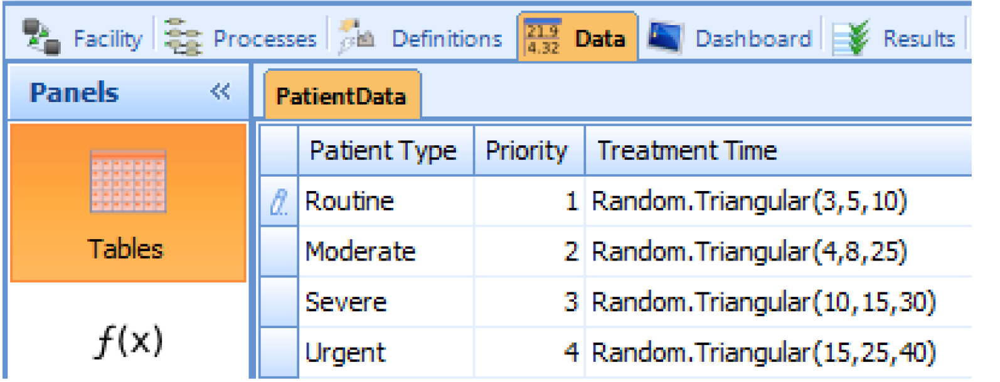 Facility Processes Definitions 21.9 4.32 Data Dashboard Results
Panels «
PatientData
Patient Type Priority Treatment Time
Routine 1 Random.Triangular(3,5,10)
Tables
Moderate 2 Random.Triangular(4,8,25)
Severe 3 Random.Triangular(10,15,30)
f(x)
Urgent 4 Random.Triangular(15,25,40)